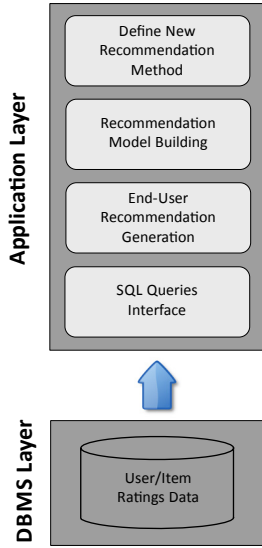 Application Layer
Define New
Recommendation
Method
Recommendation
Model Building
End-User
Recommendation
Generation
SQL Queries
Interface
DBMS Layer
User/Item
Ratings Data